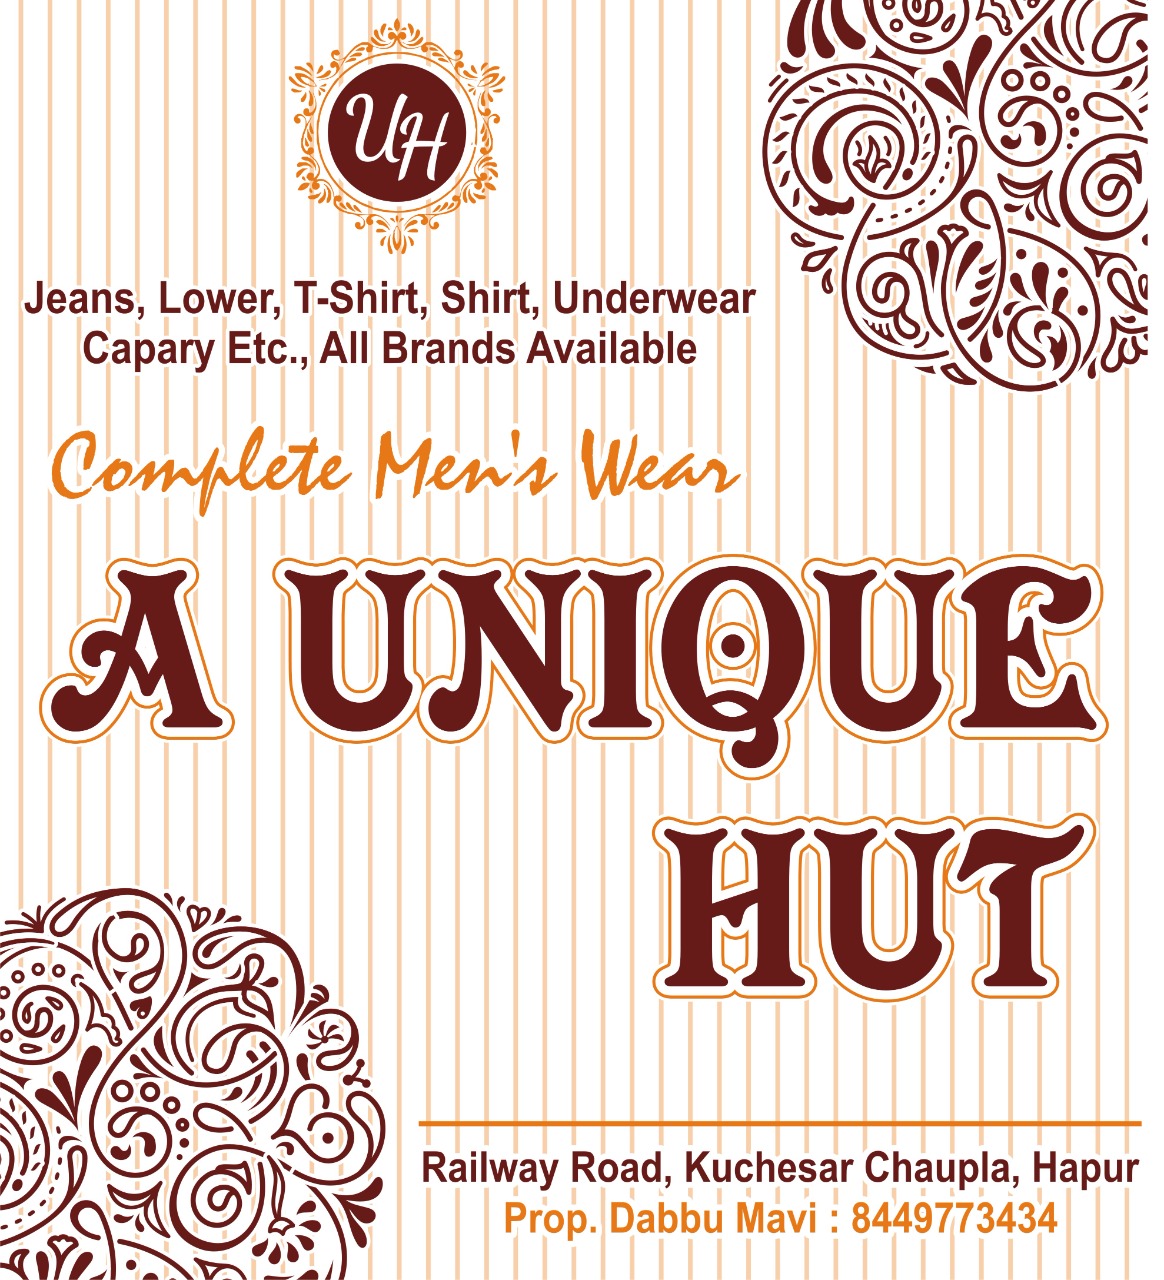 UH
Jeans, Lower, T-Shirt, Shirt, Underwear
Capary Etc., All Brands Available
Complete Men's Wear
A UNIQUE
HUT
Railway Road, Kuchesar Chaupla, Hapur
Prop. Dabbu Mavi : 8449773434